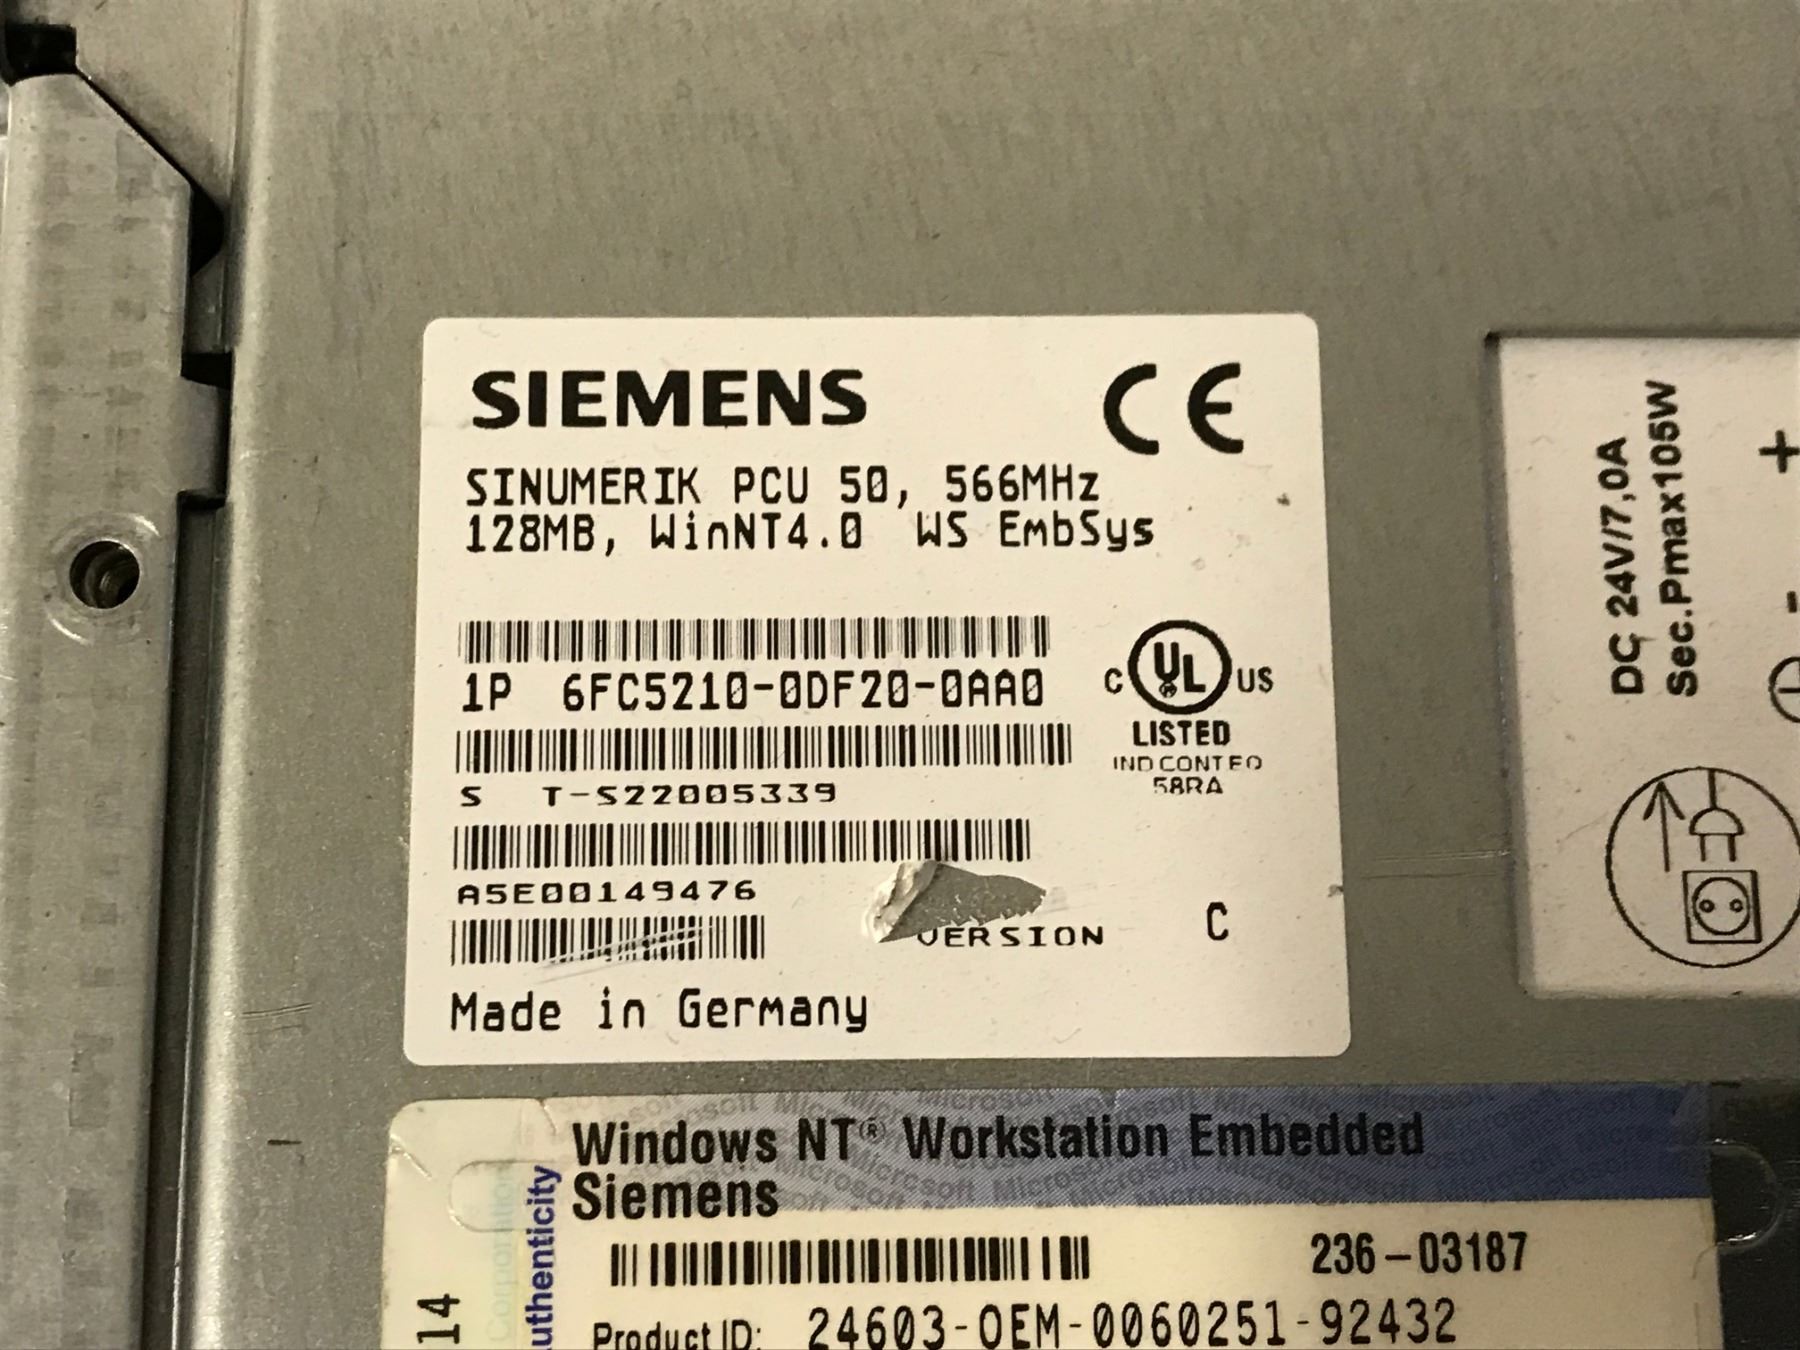 SIEMENS
CE
SINUMERIK PCU 50, 566MHz
128MB, WinNT4.0 WS EmbSys
1P 6FC5210-0DF20-0AA0
C UL US
LISTED
IND CONT EQ
58RA
S T-S22005339
A5E00149476
VERSION C
Made in Germany
DC 24V/7,0A
Sec.Pmax105W
+
-
Windows NT® Workstation Embedded
Siemens
236-03187
Product ID: 24603-OEM-0060251-92432
Authenticity
Corporation
14
Microsoft